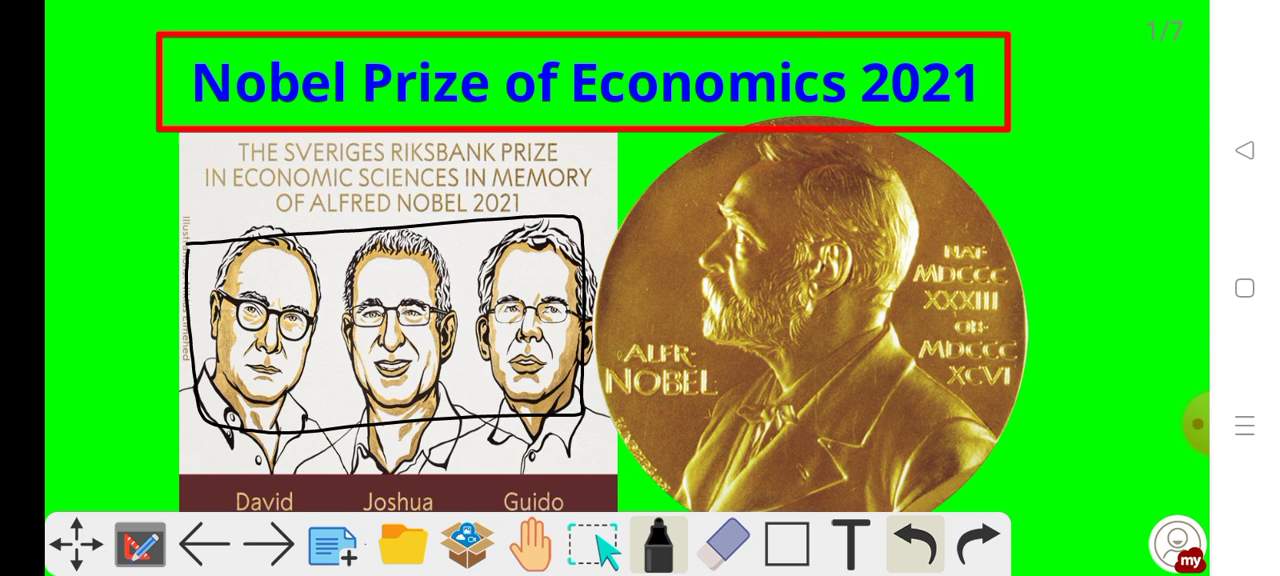 1/7
Nobel Prize of Economics 2021
THE SVERIGES RIKSBANK PRIZE
IN ECONOMIC SCIENCES IN MEMORY
OF ALFRED NOBEL 2021
David Joshua Guido
ALFR·
NOBEL
NAT·
MDCCC
XXXIII
OB·
MDCCC
XCVI
T
my